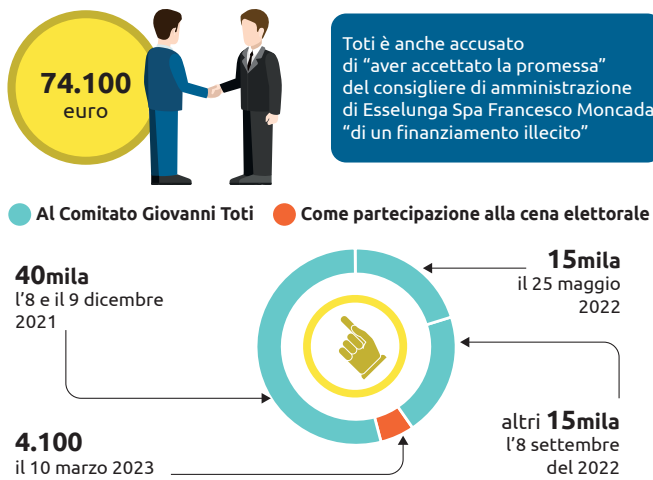 74.100
euro
Toti è anche accusato
di “aver accettato la promessa”
del consigliere di amministrazione
di Esselunga Spa Francesco Moncada
“di un finanziamento illecito”
Al Comitato Giovanni Toti
Come partecipazione alla cena elettorale
40mila
l’8 e il 9 dicembre
2021
15mila
il 25 maggio
2022
4.100
il 10 marzo 2023
altri 15mila
l’8 settembre
del 2022